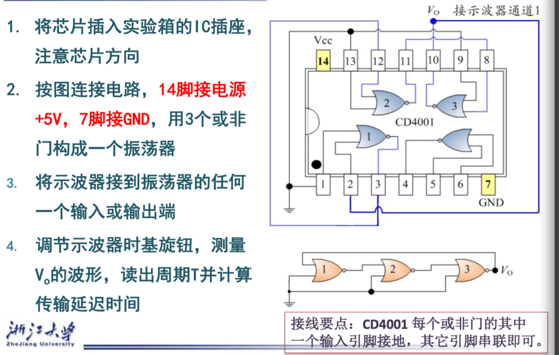 1. 将芯片插入实验箱的IC插座，
注意芯片方向
2. 按图连接电路，14脚接电源
+5V，7脚接GND，用3个或非
门构成一个振荡器
3. 将示波器接到振荡器的任何
一个输入或输出端
4. 调节示波器时基旋钮，测量
Vo的波形，读出周期T并计算
传输延迟时间
浙江大学
ZheJiang University
VO 接示波器通道1
Vcc
14 13 12 11 10 9 8
2 3
CD4001
1
1 2 3 4 5 6 7
GND
1 2 3 VO
接线要点：CD4001 每个或非门的其中
一个输入引脚接地，其它引脚串联即可。